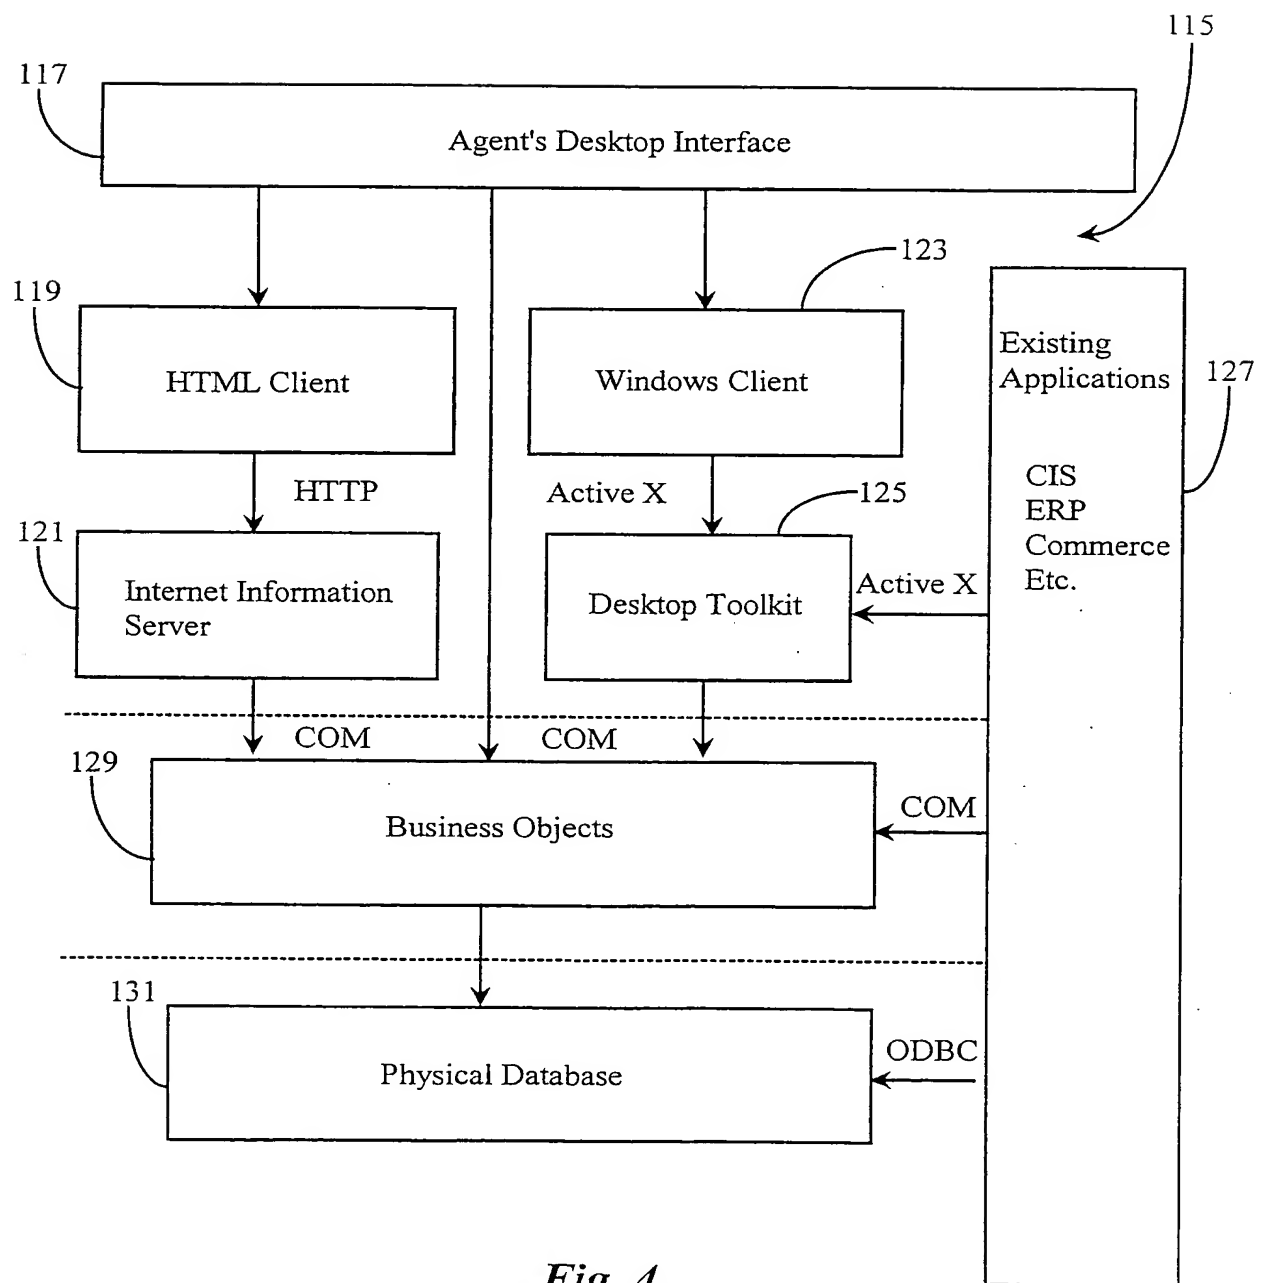 115
117
Agent's Desktop Interface
123
119
HTML Client
Windows Client
Existing
Applications
127
HTTP
Active X
CIS
ERP
Commerce
Etc.
125
121
Internet Information
Server
Desktop Toolkit
Active X
COM
COM
129
Business Objects
COM
131
Physical Database
ODBC
Fig. 4